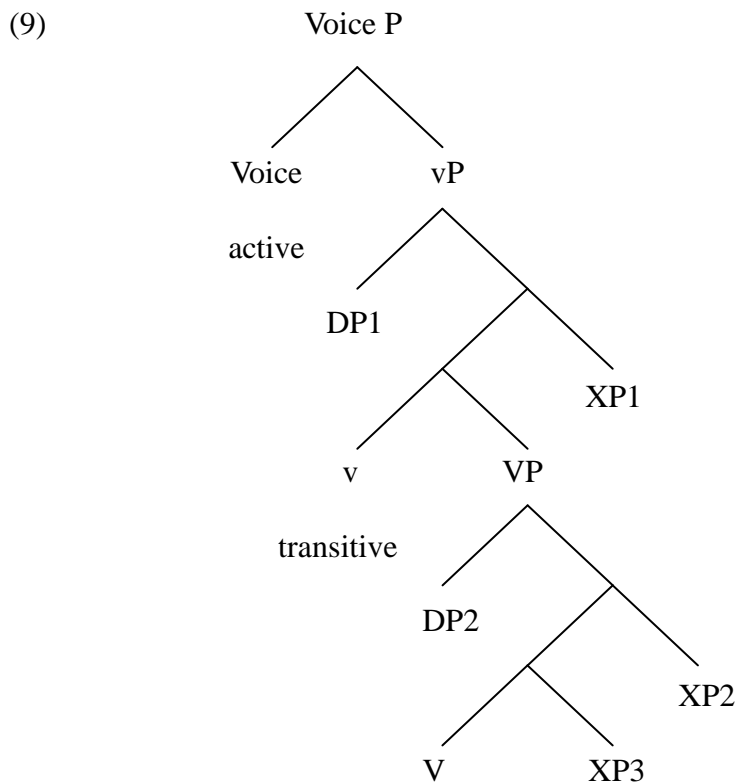 (9) Voice P
Voice vP
active
DP1
XP1
v VP
transitive
DP2
XP2
V XP3